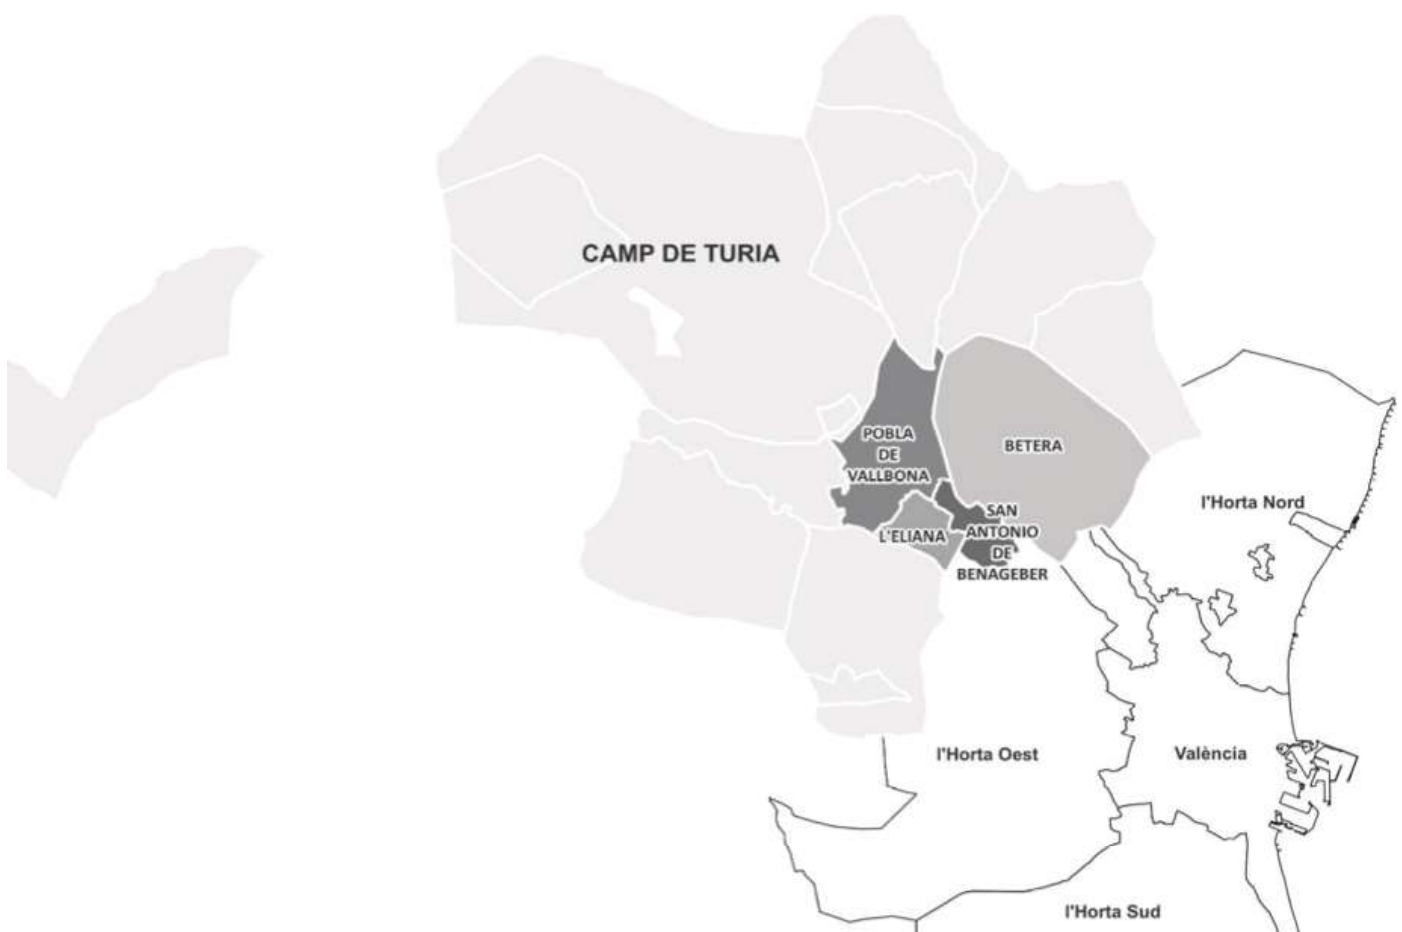 CAMP DE TURIA
POBLA
DE
VALLBONA
BETERA
l'Horta Nord
SAN
ANTONIO
DE
BENAGEBER
L'ELIANA
l'Horta Oest
València
l'Horta Sud